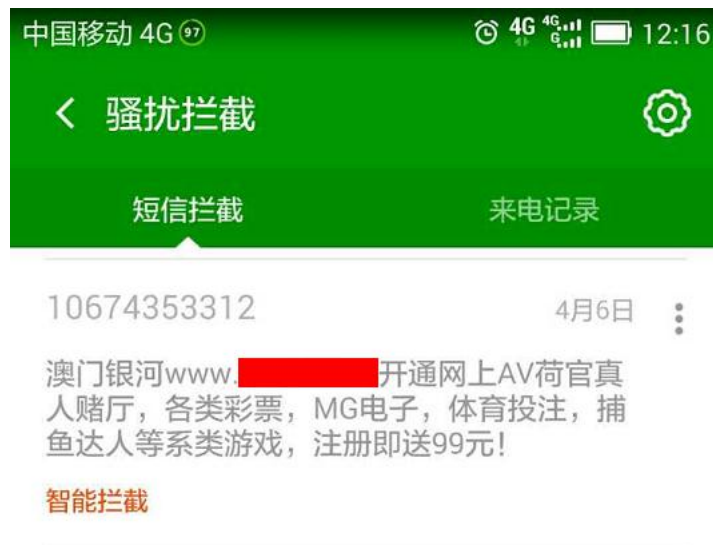 中国移动 4G 97 4G 4G G 12:16
骚扰拦截
短信拦截 来电记录
10674353312 4月6日
澳门银河www. 开通网上AV荷官真
人赌厅，各类彩票，MG电子，体育投注，捕
鱼达人等系类游戏，注册即送99元！
智能拦截